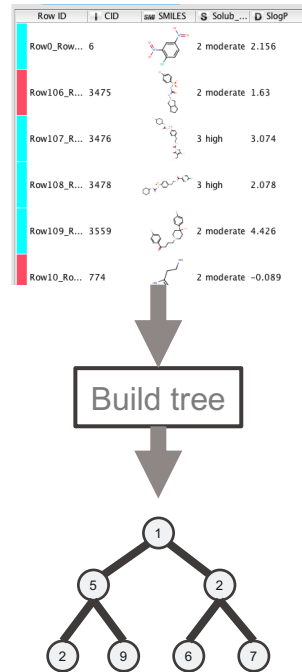 Row ID CID SMILES S Solub_... D SlogP
Row0_Row... 6 2 moderate 2.156
Row106_R... 3475 2 moderate 1.63
Row107_R... 3476 3 high 3.074
Row108_R... 3478 3 high 2.078
Row109_R... 3559 2 moderate 4.426
Row10_Ro... 774 2 moderate -0.089
Build tree
1
5 2
2 9 6 7